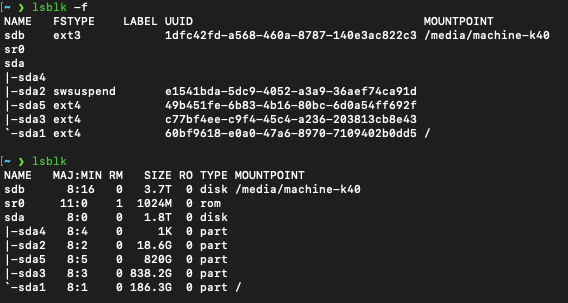 [~ ❯ lsblk -f
NAME   FSTYPE     LABEL UUID                                 MOUNTPOINT
sdb    ext3             1dfc42fd-a568-460a-8787-140e3ac822c3 /media/machine-k40
sr0
sda
|-sda4
|-sda2 swsuspend        e1541bda-5dc9-4052-a3a9-36aef74ca91d
|-sda5 ext4             49b451fe-6b83-4b16-80bc-6d0a54ff692f
|-sda3 ext4             c77bf4ee-c9f4-45c4-a236-203813cb8e43
`-sda1 ext4             60bf9618-e0a0-47a6-8970-7109402b0dd5 /
[~ ❯ lsblk
NAME   MAJ:MIN RM   SIZE RO TYPE MOUNTPOINT
sdb      8:16   0   3.7T  0 disk /media/machine-k40
sr0     11:0    1  1024M  0 rom
sda      8:0    0   1.8T  0 disk
|-sda4   8:4    0     1K  0 part
|-sda2   8:2    0  18.6G  0 part
|-sda5   8:5    0   820G  0 part
|-sda3   8:3    0 838.2G  0 part
`-sda1   8:1    0 186.3G  0 part /